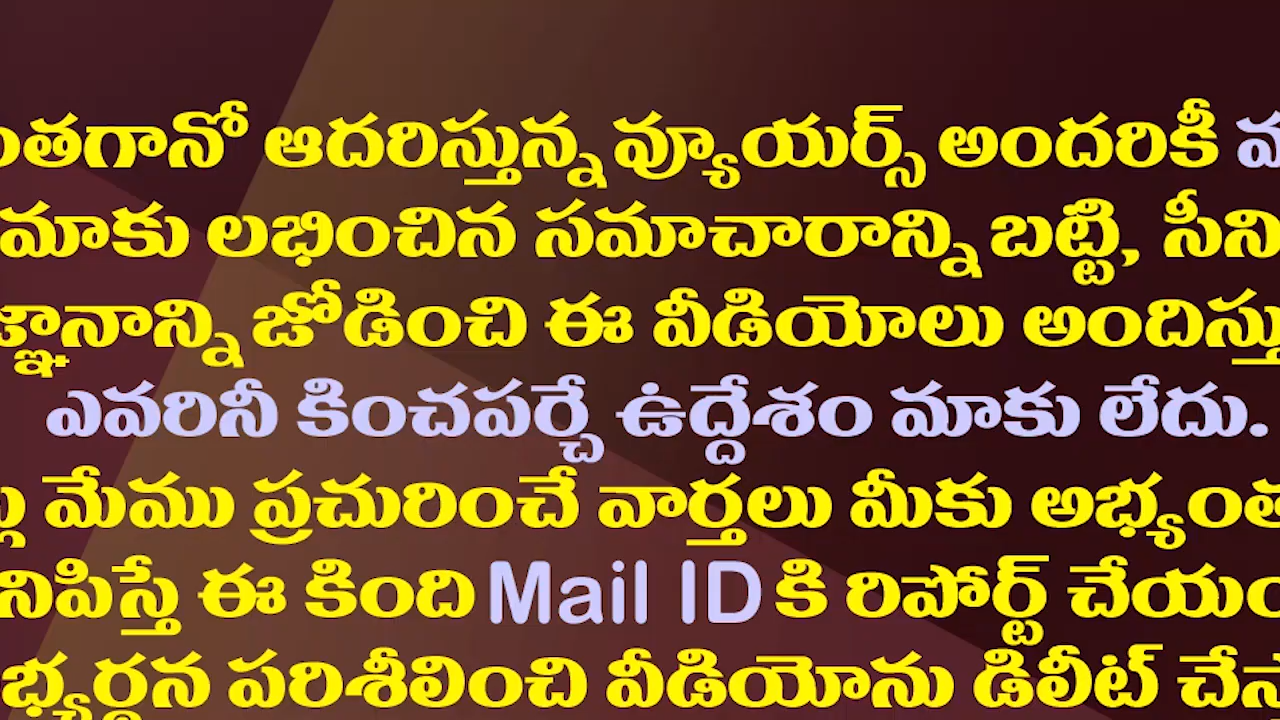 ంతగానో ఆదరిస్తున్న వ్యూయర్స్ అందరికీ
మాకు లభించిన సమాచారాన్ని బట్టి, సీని
జ్ఞానాన్ని జోడించి ఈ వీడియోలు అందిస్తు
ఎవరినీ కించపర్చే ఉద్దేశం మాకు లేదు.
మేము ప్రచురించే వార్తలు మీకు అభ్యంత
నిపిస్తే ఈ కింది Mail ID కి రిపోర్ట్ చేయం
భ్యర్థన పరిశీలించి వీడియోను డిలీట్ చేస